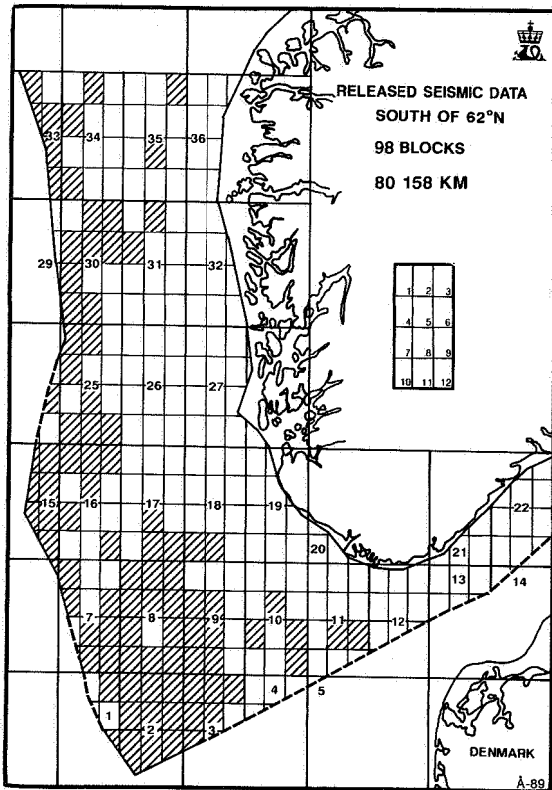 RELEASED SEISMIC DATA
SOUTH OF 62°N
98 BLOCKS
80 158 KM
33 34 35 36
29 30 31 32
1 2 3
4 5 6
7 8 9
10 11 12
25 26 27
15 16 17 18 19
22
20
21
13
14
7 8 9 10 11 12
4 5
1 2 3
DENMARK
Å-89